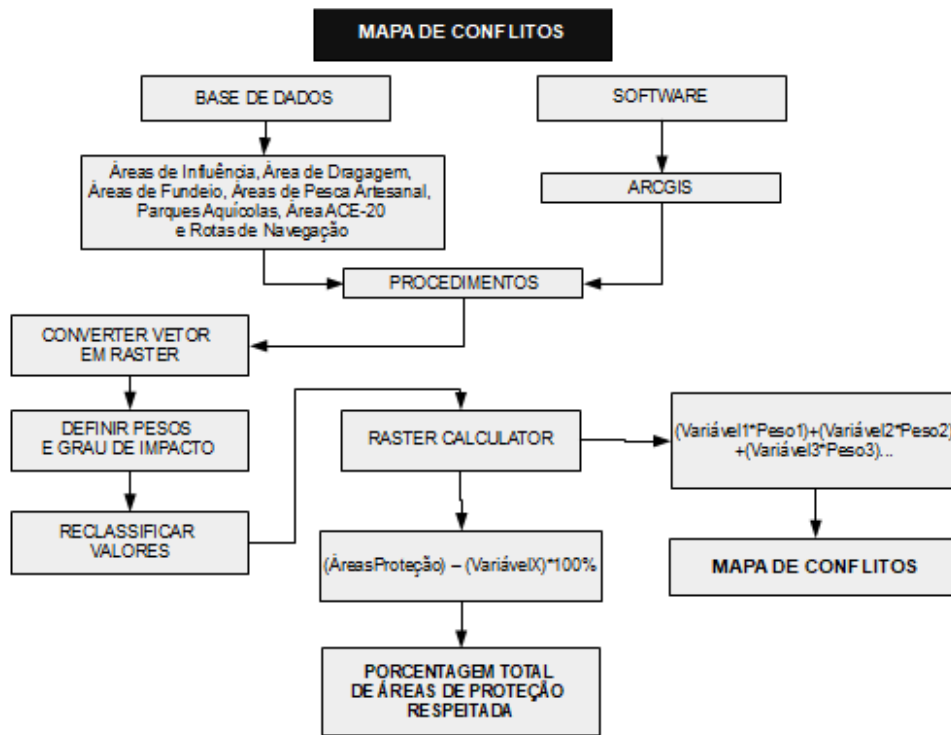 MAPA DE CONFLITOS
BASE DE DADOS
SOFTWARE
Áreas de Influência, Área de Dragagem,
Áreas de Fundeio, Áreas de Pesca Artesanal,
Parques Aquícolas, Área ACE-20
e Rotas de Navegação
ARCGIS
PROCEDIMENTOS
CONVERTER VETOR
EM RASTER
DEFINIR PESOS
E GRAU DE IMPACTO
RECLASSIFICAR
VALORES
RASTER CALCULATOR
(Variável1*Peso1)+(Variável2*Peso2)
+(Variável3*Peso3)...
(ÁreasProteção) – (VariávelX)*100%
MAPA DE CONFLITOS
PORCENTAGEM TOTAL
DE ÁREAS DE PROTEÇÃO
RESPEITADA